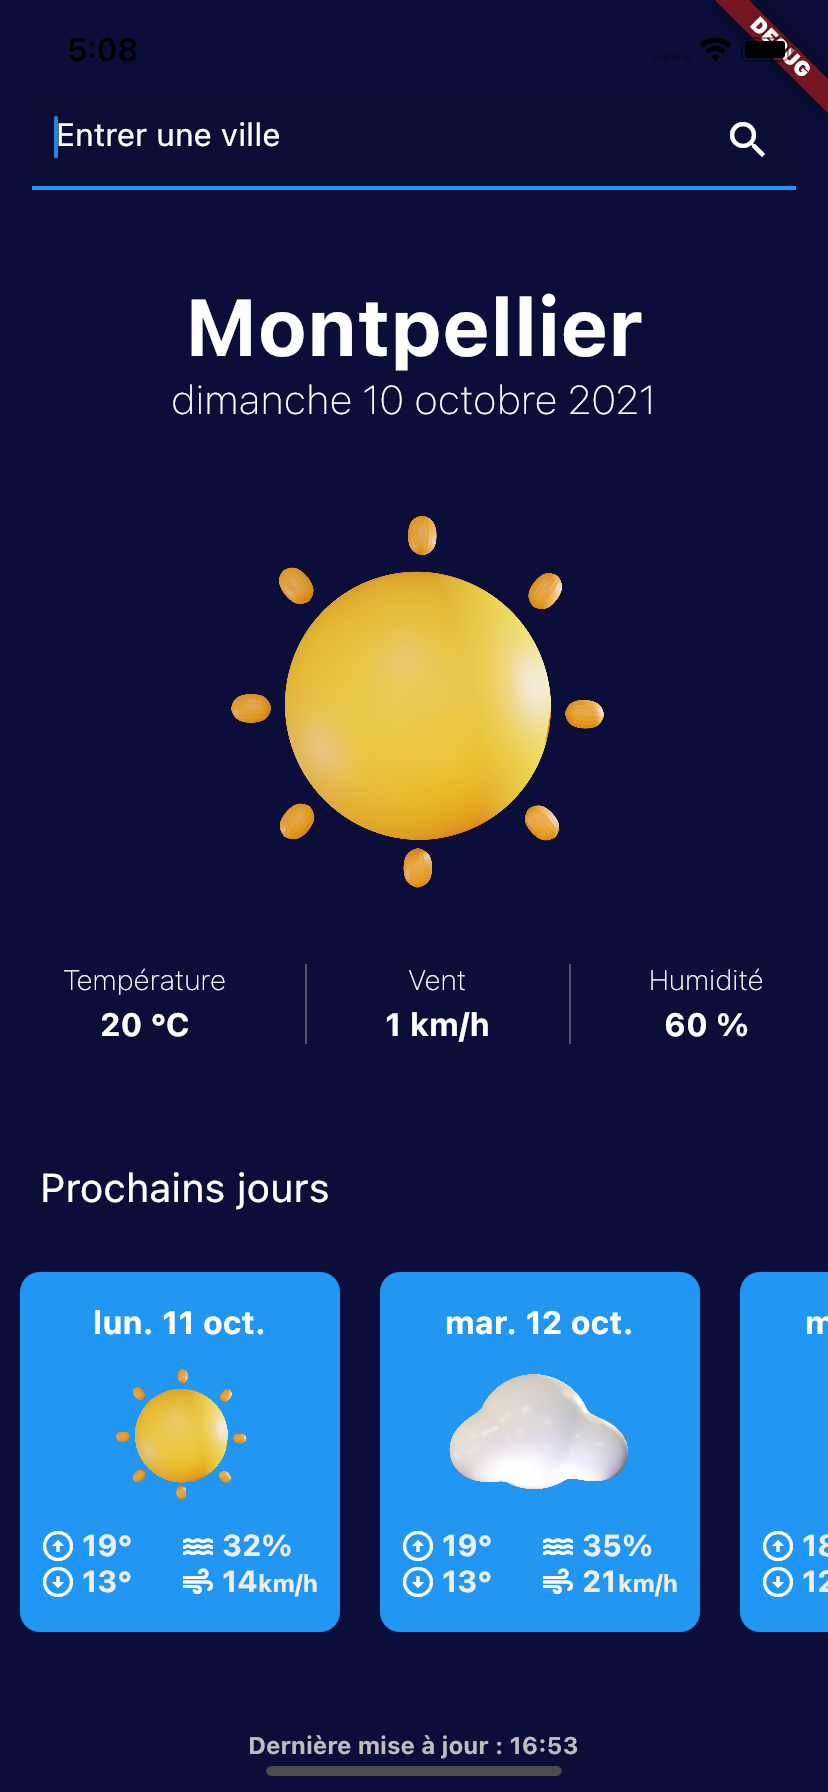 5:08
DEBUG
Entrer une ville
Montpellier
dimanche 10 octobre 2021
Température Vent Humidité
20 °C 1 km/h 60 %
Prochains jours
lun. 11 oct. mar. 12 oct.
19° 32% 19° 35%
13° 14km/h 13° 21km/h
Dernière mise à jour : 16:53